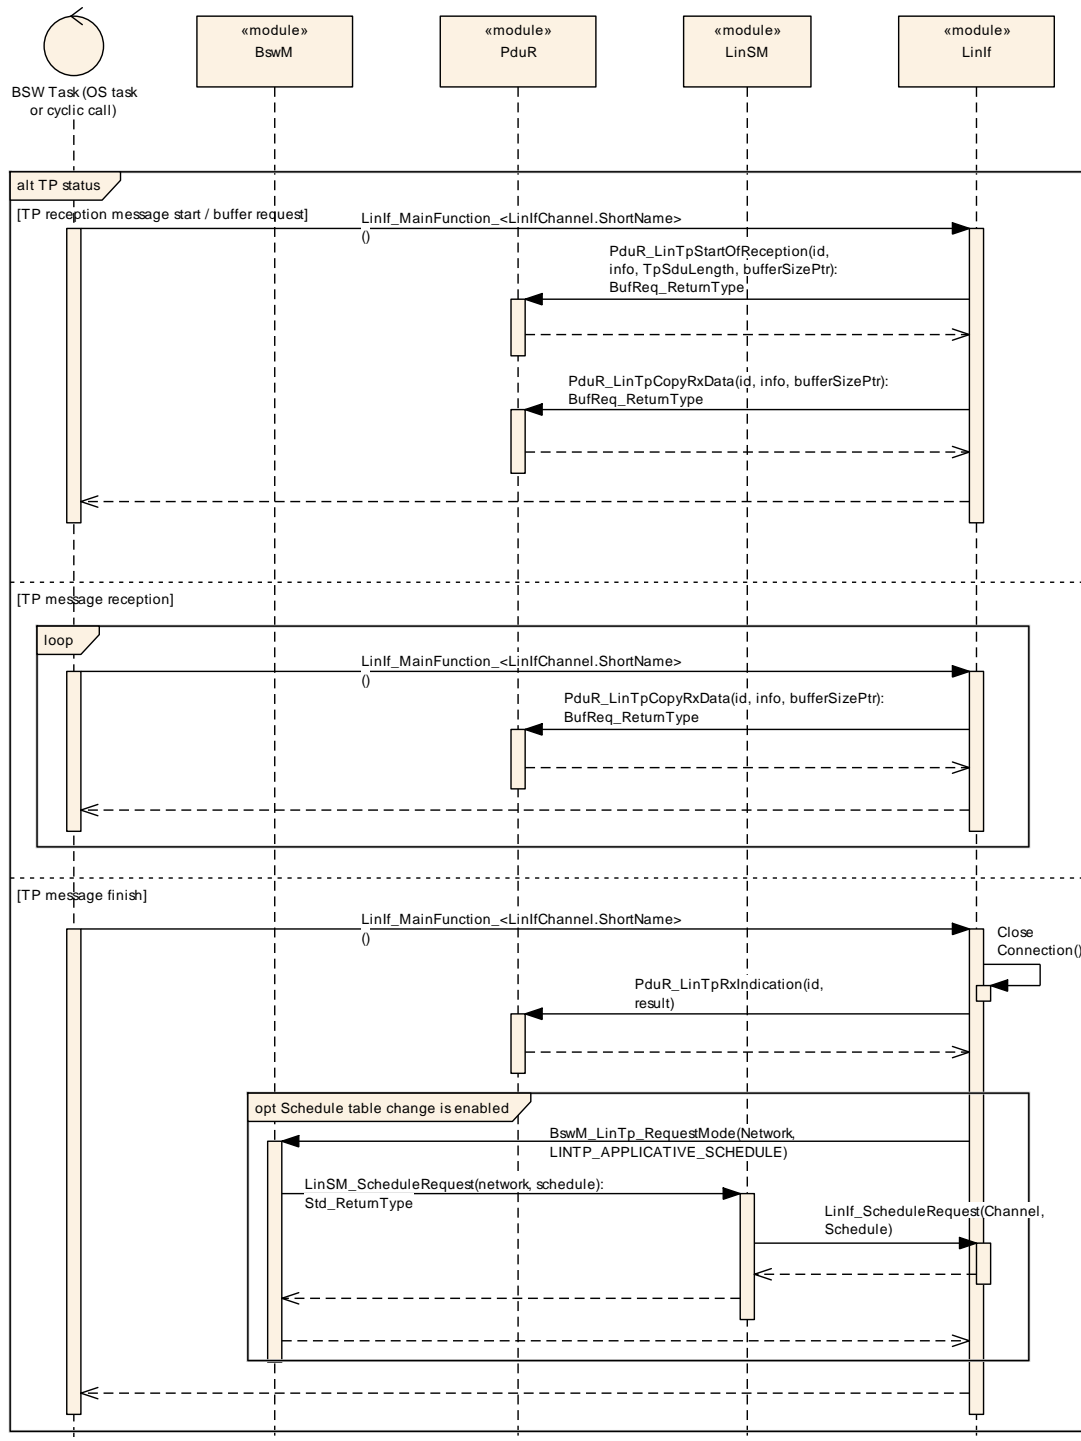 «module»
BswM
«module»
PduR
«module»
LinSM
«module»
LinIf
BSW Task (OS task
or cyclic call)
alt TP status
[TP reception message start / buffer request]
LinIf_MainFunction_<LinIfChannel.ShortName>
()
PduR_LinTpStartOfReception(id,
info, TpSduLength, bufferSizePtr):
BufReq_ReturnType
PduR_LinTpCopyRxData(id, info, bufferSizePtr):
BufReq_ReturnType
[TP message reception]
loop
LinIf_MainFunction_<LinIfChannel.ShortName>
()
PduR_LinTpCopyRxData(id, info, bufferSizePtr):
BufReq_ReturnType
[TP message finish]
LinIf_MainFunction_<LinIfChannel.ShortName>
()
Close
Connection()
PduR_LinTpRxIndication(id,
result)
opt Schedule table change is enabled
BswM_LinTp_RequestMode(Network,
LINTP_APPLICATIVE_SCHEDULE)
LinSM_ScheduleRequest(network, schedule):
Std_ReturnType
LinIf_ScheduleRequest(Channel,
Schedule)